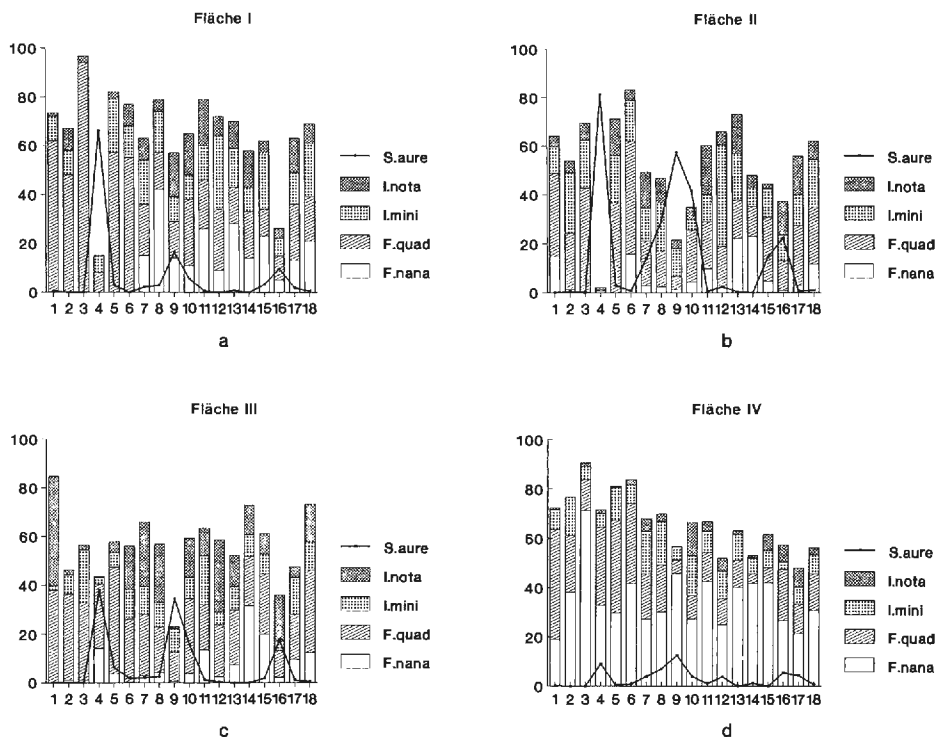 Fläche I
100
80
60
40
20
0
1 2 3 4 5 6 7 8 9 10 11 12 13 14 15 16 17 18
S.aure
I.nota
I.mini
F.quad
F.nana
a
Fläche II
100
80
60
40
20
0
1 2 3 4 5 6 7 8 9 10 11 12 13 14 15 16 17 18
S.aure
I.nota
I.mini
F.quad
F.nana
b
Fläche III
100
80
60
40
20
0
1 2 3 4 5 6 7 8 9 10 11 12 13 14 15 16 17 18
S.aure
I.nota
I.mini
F.quad
F.nana
c
Fläche IV
100
80
60
40
20
0
1 2 3 4 5 6 7 8 9 10 11 12 13 14 15 16 17 18
S.aure
I.nota
I.mini
F.quad
F.nana
d